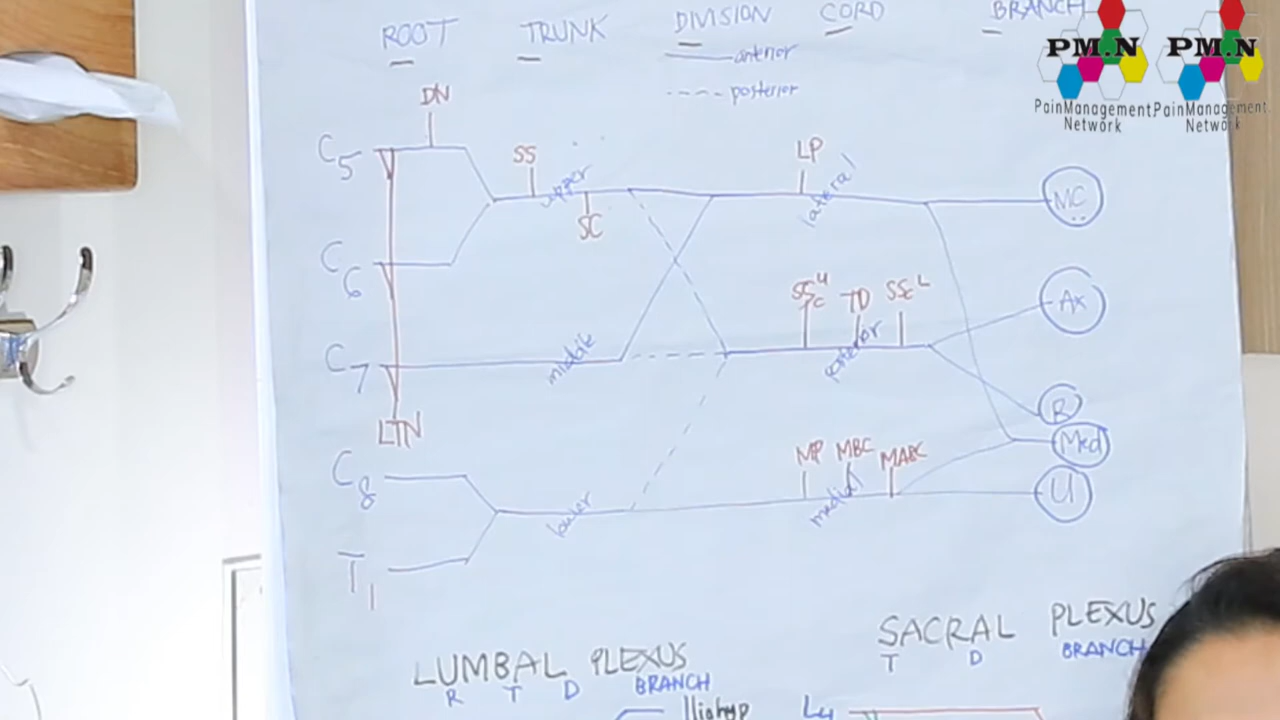 ROOT TRUNK DIVISION CORD BRANCH
anterior
posterior
PM.N PM.N
PainManagement PainManagement
Network Network
DN
C5
SS
upper
SC
LP
lateral
MC
C6
SSC U
TD
SSC L
Ax
C7
middle
posterior
R
LTN
Med
C8
MP MBC MABC
medial
U
lower
T1
LUMBAL PLEXUS
R T D BRANCH
SACRAL PLEXUS
T D BRANCH
L4